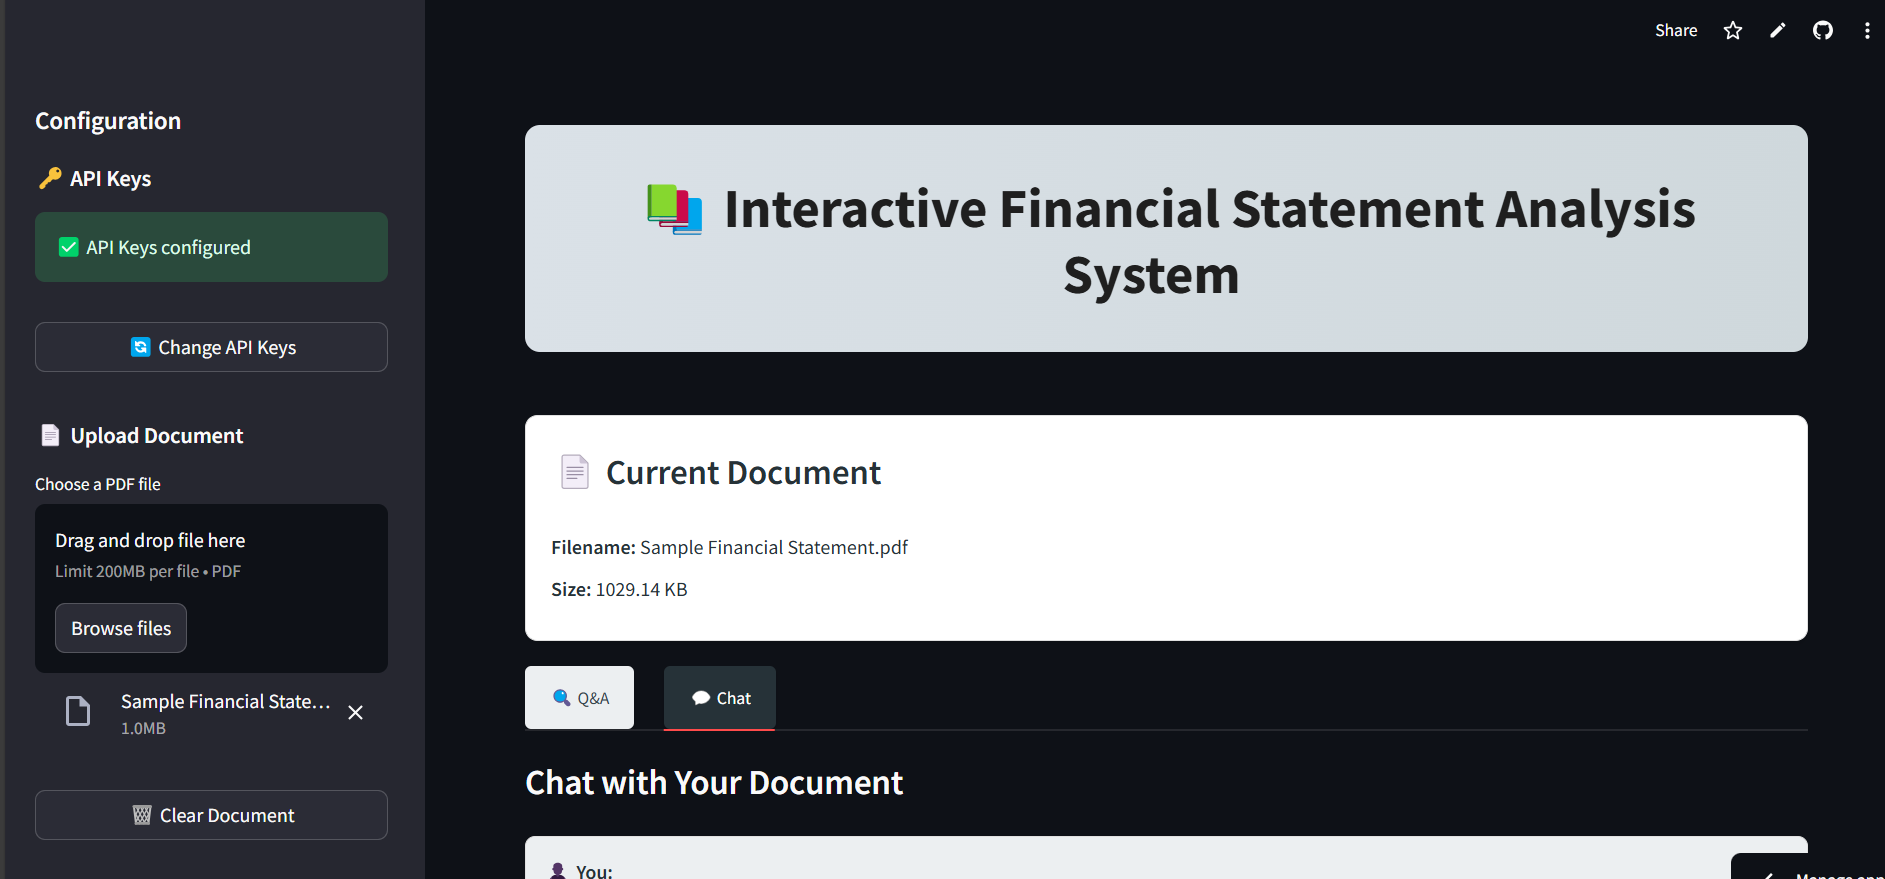 Share
Configuration
API Keys
API Keys configured
Change API Keys
Upload Document
Choose a PDF file
Drag and drop file here
Limit 200MB per file • PDF
Browse files
Sample Financial State...
1.0MB
Clear Document
Interactive Financial Statement Analysis
System
Current Document
Filename: Sample Financial Statement.pdf
Size: 1029.14 KB
Q&A
Chat
Chat with Your Document
You: